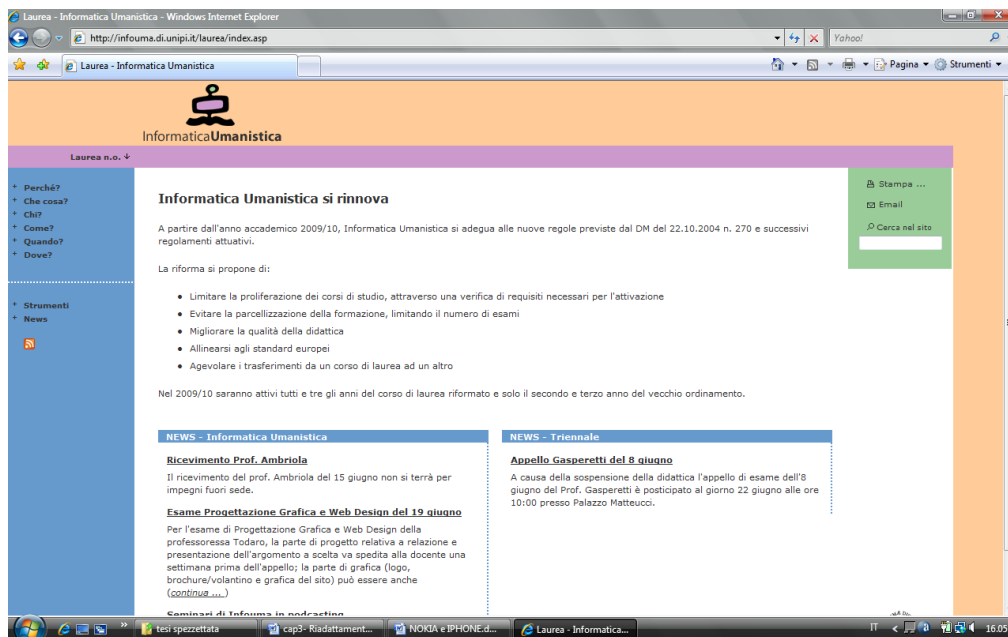 Laurea - Informatica Umanistica - Windows Internet Explorer
http://infouma.di.unipi.it/laurea/index.asp
Yahoo!
Laurea - Informatica Umanistica
Pagina
Strumenti
InformaticaUmanistica
Laurea n.o.
Perché?
Che cosa?
Chi?
Come?
Quando?
Dove?
Strumenti
News
Informatica Umanistica si rinnova
A partire dall'anno accademico 2009/10, Informatica Umanistica si adegua alle nuove regole previste dal DM del 22.10.2004 n. 270 e successivi
regolamenti attuativi.
La riforma si propone di:
• Limitare la proliferazione dei corsi di studio, attraverso una verifica di requisiti necessari per l'attivazione
• Evitare la parcellizzazione della formazione, limitando il numero di esami
• Migliorare la qualità della didattica
• Allinearsi agli standard europei
• Agevolare i trasferimenti da un corso di laurea ad un altro
Nel 2009/10 saranno attivi tutti e tre gli anni del corso di laurea riformato e solo il secondo e terzo anno del vecchio ordinamento.
Stampa ...
Email
Cerca nel sito
NEWS - Informatica Umanistica
Ricevimento Prof. Ambriola
Il ricevimento del prof. Ambriola del 15 giugno non si terrà per
impegni fuori sede.
Esame Progettazione Grafica e Web Design del 19 giugno
Per l'esame di Progettazione Grafica e Web Design della
professoressa Todaro, la parte di progetto relativa a relazione e
presentazione dell'argomento a scelta va spedita alla docente una
settimana prima dell'appello; la parte di grafica (logo,
brochure/volantino e grafica del sito) può essere anche
(continua ... )
Seminari di Infouma in podcasting
NEWS - Triennale
Appello Gasperetti del 8 giugno
A causa della sospensione della didattica l'appello di esame dell'8
giugno del Prof. Gasperetti è posticipato al giorno 22 giugno alle ore
10:00 presso Palazzo Matteucci.
tesi spezzettata
cap3- Riadattament...
NOKIA e IPHONE.d...
Laurea - Informatica...
IT
16.05